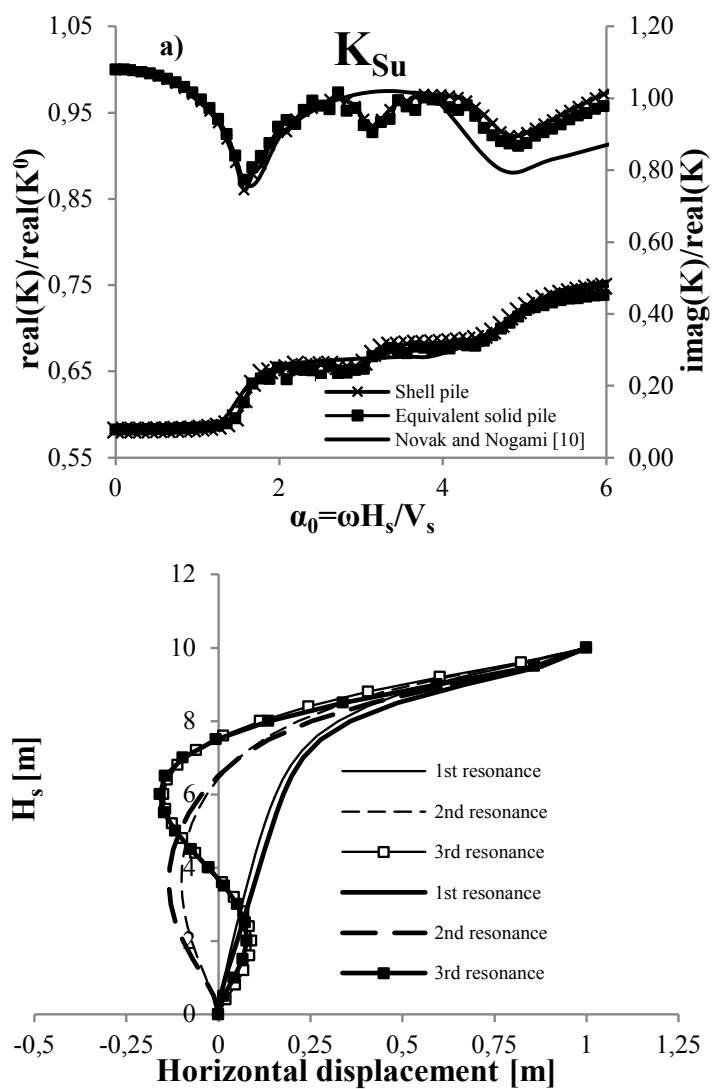 a)
K_Su
real(K)/real(K⁰)
1,05
0,95
0,85
0,75
0,65
0,55
imag(K)/real(K)
1,20
1,00
0,80
0,60
0,40
0,20
0,00
Shell pile
Equivalent solid pile
Novak and Nogami [10]
0 2 4 6
α₀=ωH_s/V_s
H_s [m]
12
10
8
6
4
2
0
1st resonance
2nd resonance
3rd resonance
1st resonance
2nd resonance
3rd resonance
-0,5 -0,25 0 0,25 0,5 0,75 1 1,25
Horizontal displacement [m]